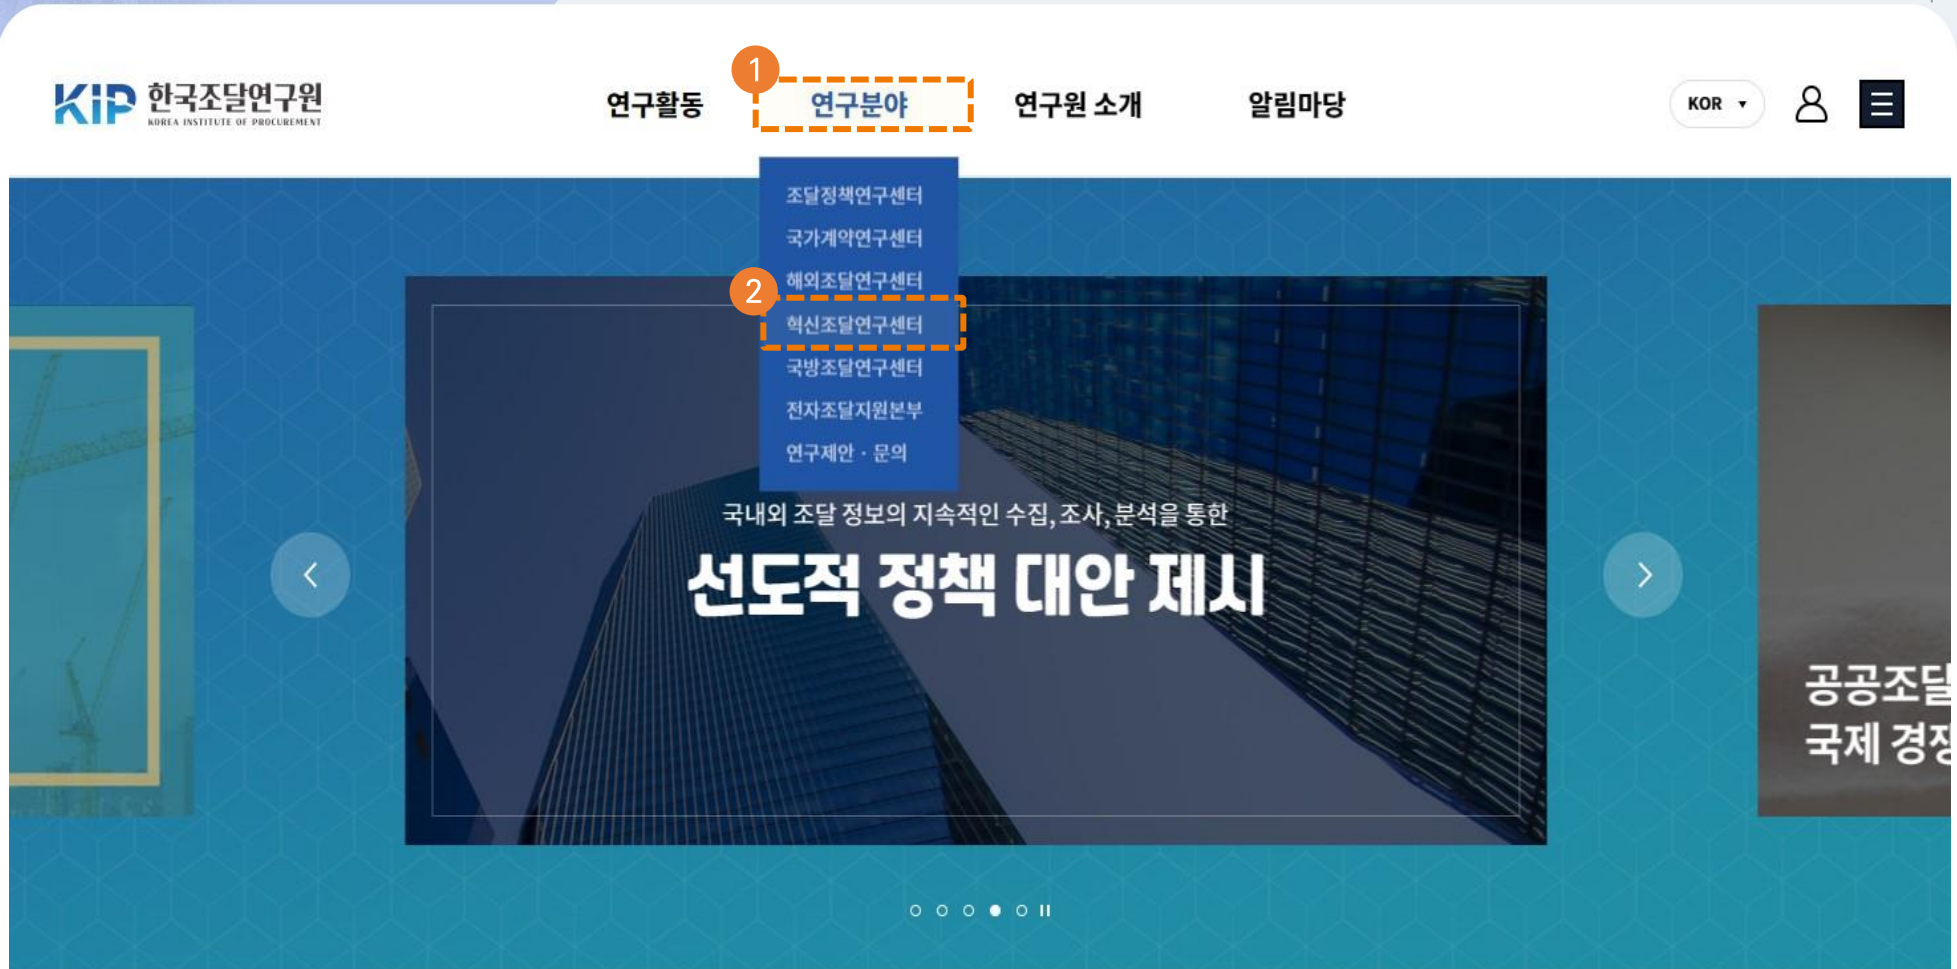 KIP 한국조달연구원
KOREA INSTITUTE OF PROCUREMENT
연구활동
1
연구분야
연구원 소개
알림마당
KOR
조달정책연구센터
국가계약연구센터
해외조달연구센터
2
혁신조달연구센터
국방조달연구센터
전자조달지원본부
연구제안 · 문의
국내외 조달 정보의 지속적인 수집, 조사, 분석을 통한
선도적 정책 대안 제시
공공조달
국제 경쟁